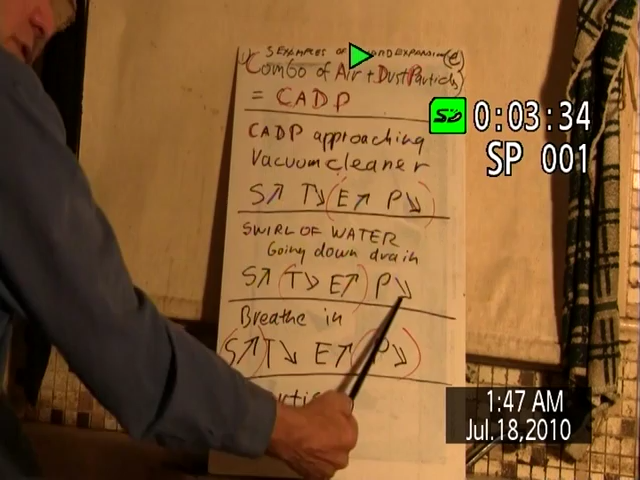 5 EXAMPLES OF
Combo of Air + Dust Particles)
= CADP
0:03:34
SP 001
CADP approaching
Vacuum cleaner
S↗ T↘ (E↗ P↘)
SWIRL OF WATER
Going down drain
S↗ (T↘ E↗) P↘
Breathe in
(S↗) T↘ E↗ (P↘)
1:47 AM
Jul.18,2010